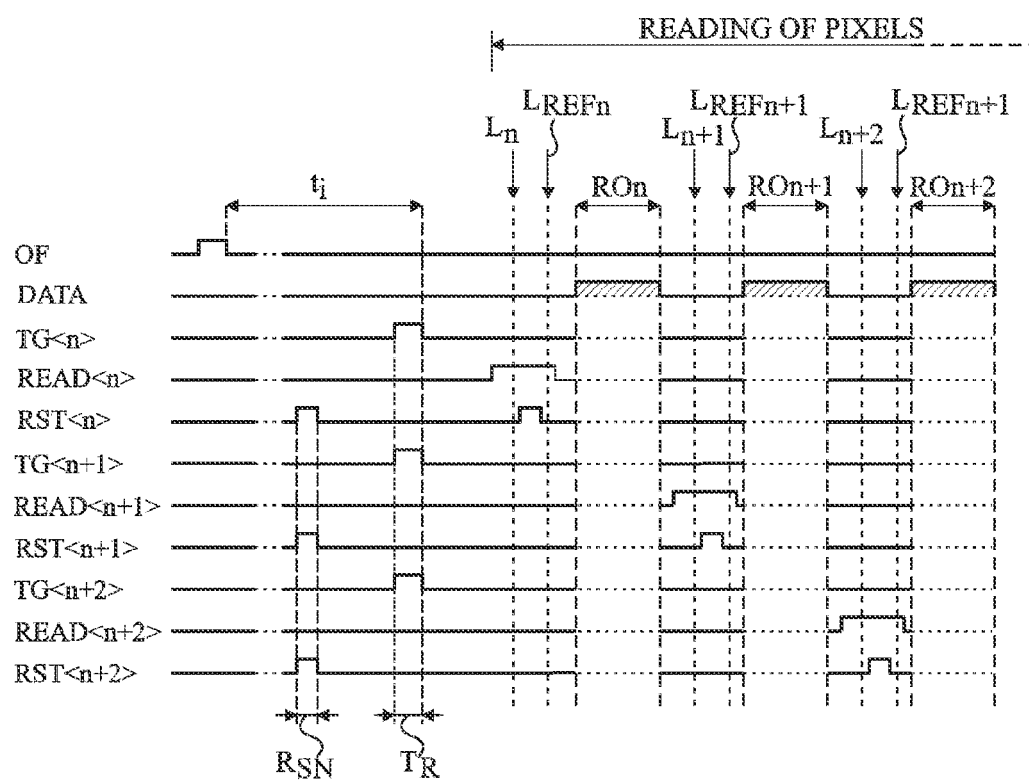 READING OF PIXELS
LREFn LREFn+1 LREFn+1
Ln Ln+1 Ln+2
ti ROn ROn+1 ROn+2
OF
DATA
TG<n>
READ<n>
RST<n>
TG<n+1>
READ<n+1>
RST<n+1>
TG<n+2>
READ<n+2>
RST<n+2>
RSN TR